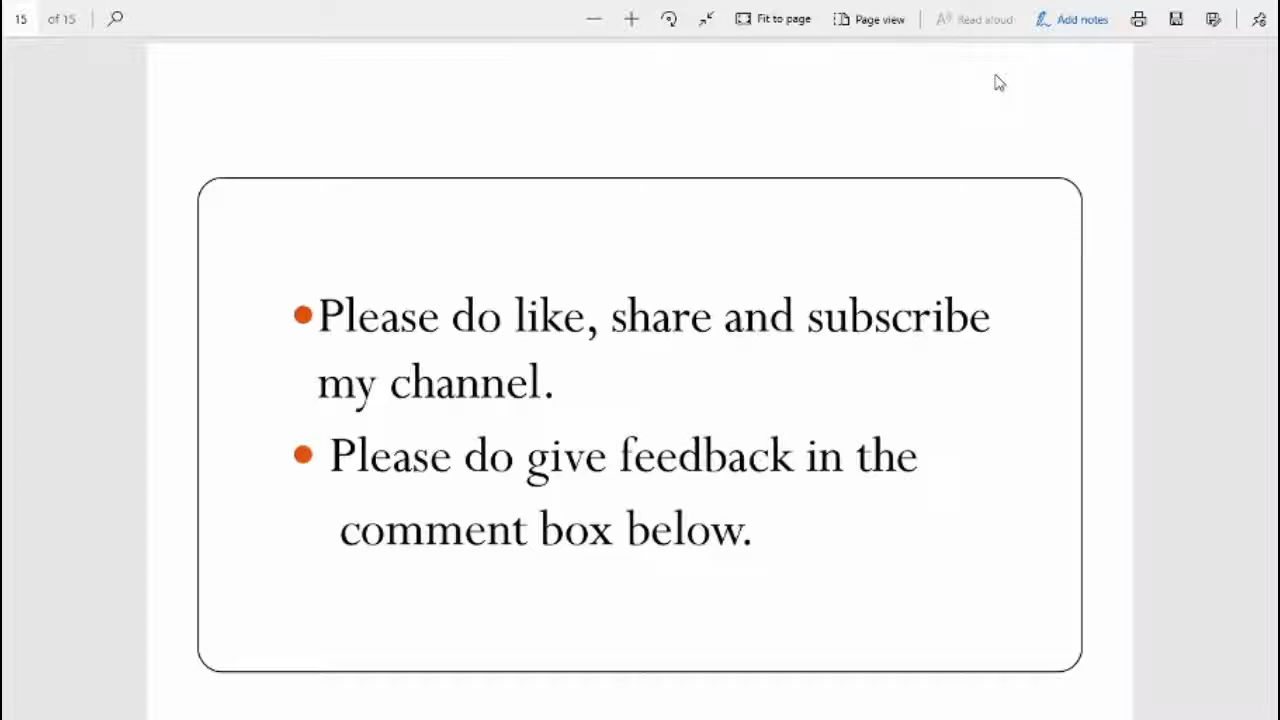 15 of 15 Fit to page Page view Read aloud Add notes
•Please do like, share and subscribe
my channel.
• Please do give feedback in the
comment box below.